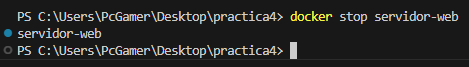 PS C:\Users\PcGamer\Desktop\practica4> docker stop servidor-web
servidor-web
PS C:\Users\PcGamer\Desktop\practica4>